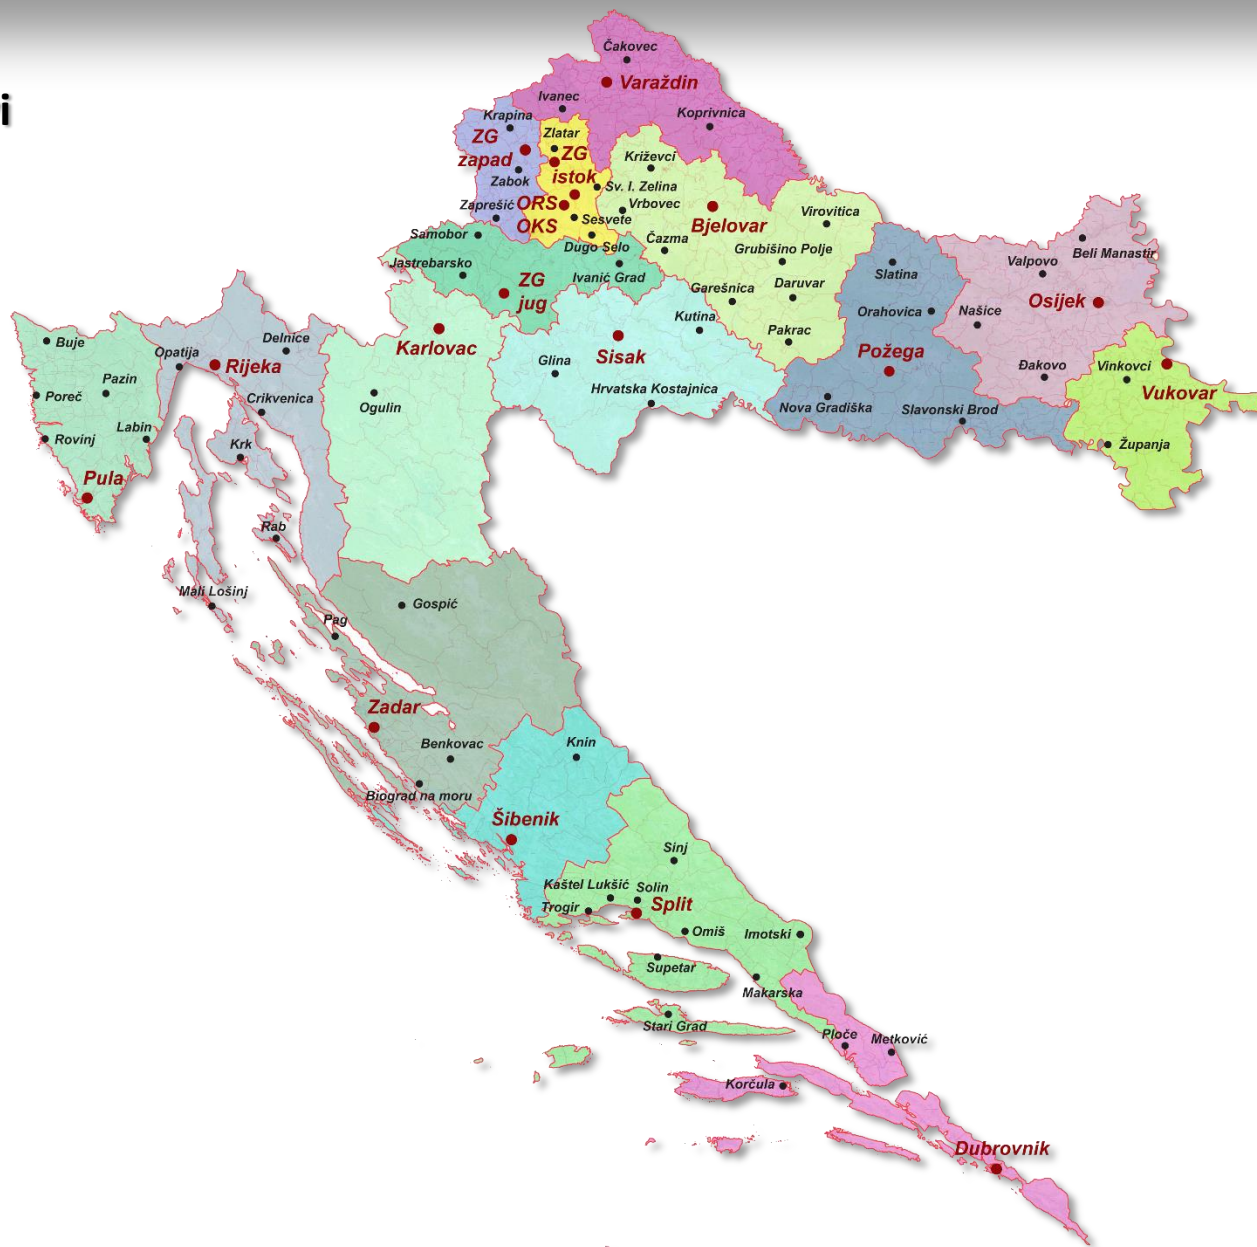 i
Čakovec
Varaždin
Ivanec
Koprivnica
Krapina
ZG
zapad
Zlatar
ZG
istok
Križevci
Zabok
Sv. I. Zelina
Zaprešić
ORS
OKS
Vrbovec
Sesvete
Bjelovar
Virovitica
Samobor
Dugo Selo
Čazma
Grubišino Polje
Jastrebarsko
Ivanić Grad
ZG
jug
Garešnica
Daruvar
Slatina
Valpovo
Beli Manastir
Osijek
Orahovica
Našice
Kutina
Pakrac
Karlovac
Sisak
Požega
Glina
Đakovo
Vinkovci
Vukovar
Hrvatska Kostajnica
Nova Gradiška
Slavonski Brod
Županja
Buje
Opatija
Rijeka
Delnice
Pazin
Poreč
Crikvenica
Ogulin
Labin
Rovinj
Krk
Pula
Rab
Mali Lošinj
Pag
Gospić
Zadar
Benkovac
Knin
Biograd na moru
Šibenik
Sinj
Kaštel Lukšić
Solin
Trogir
Split
Omiš
Imotski
Supetar
Makarska
Stari Grad
Ploče
Metković
Korčula
Dubrovnik